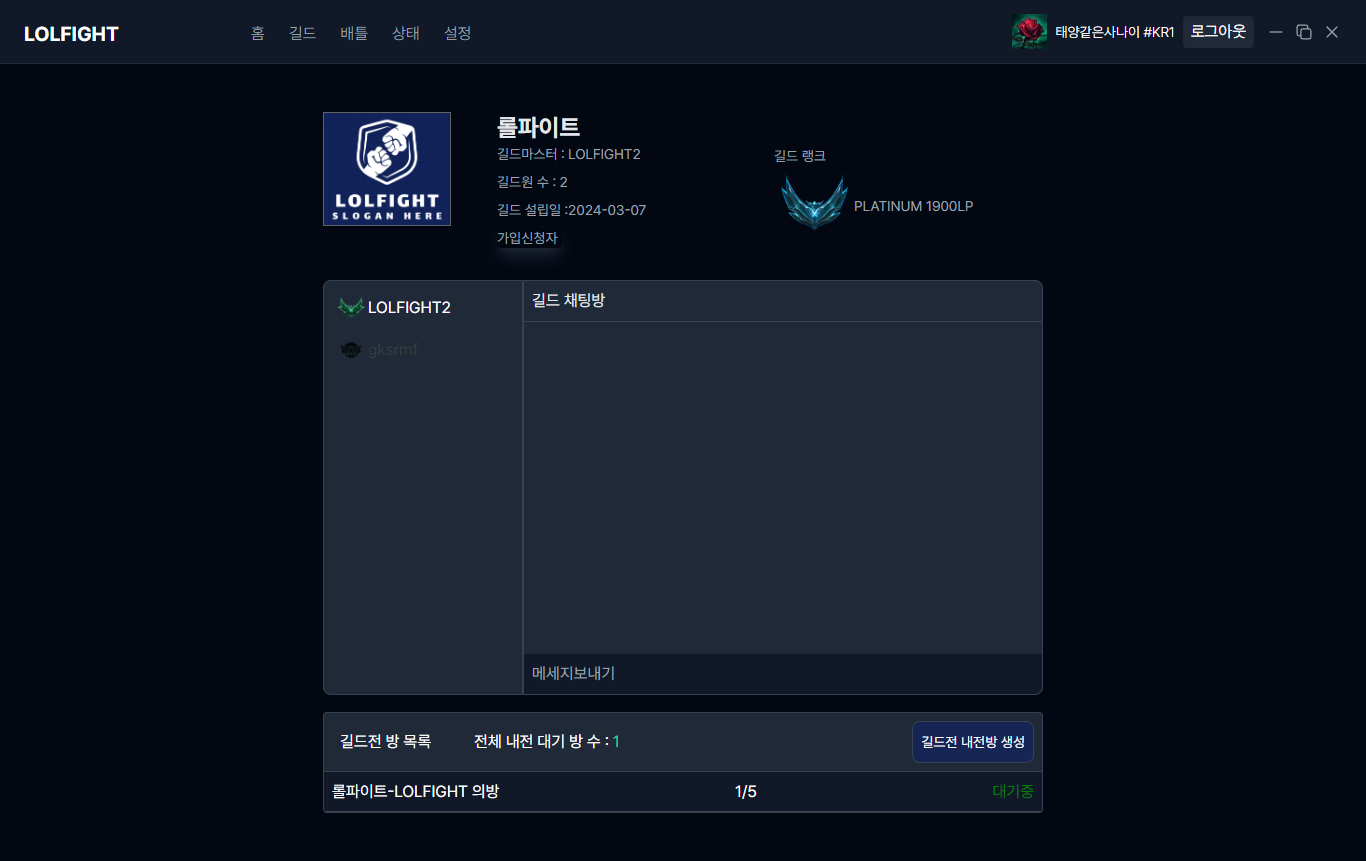 LOLFIGHT
홈 길드 배틀 상태 설정
태양같은사나이 #KR1 로그아웃
LOLFIGHT
SLOGAN HERE
롤파이트
길드마스터 : LOLFIGHT2
길드원 수 : 2
길드 설립일 :2024-03-07
가입신청자
길드 랭크
PLATINUM 1900LP
LOLFIGHT2
gksrmf
길드 채팅방
메세지보내기
길드전 방 목록 전체 내전 대기 방 수 : 1 길드전 내전방 생성
롤파이트-LOLFIGHT 의방 1/5 대기중